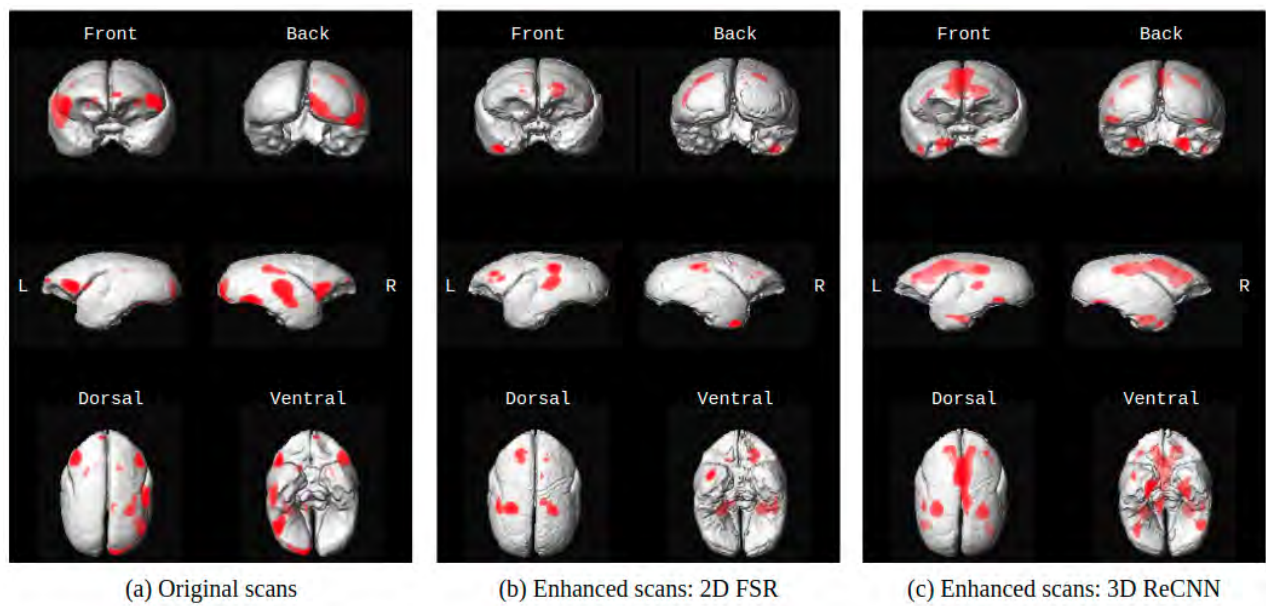 Front Back
L R
Dorsal Ventral
(a) Original scans
Front Back
L R
Dorsal Ventral
(b) Enhanced scans: 2D FSR
Front Back
L R
Dorsal Ventral
(c) Enhanced scans: 3D ReCNN